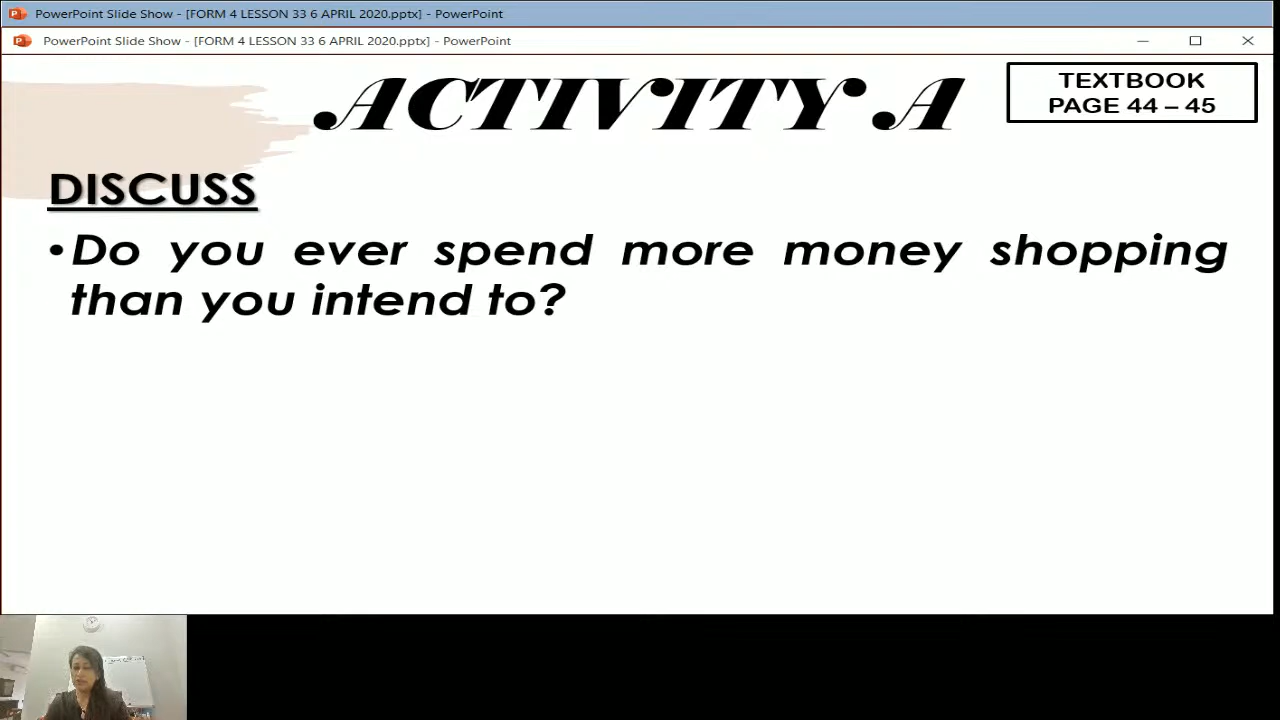 PowerPoint Slide Show - [FORM 4 LESSON 33 6 APRIL 2020.pptx] - PowerPoint
PowerPoint Slide Show - [FORM 4 LESSON 33 6 APRIL 2020.pptx] - PowerPoint
ACTIVITY A
TEXTBOOK
PAGE 44 – 45
DISCUSS
• Do you ever spend more money shopping
than you intend to?